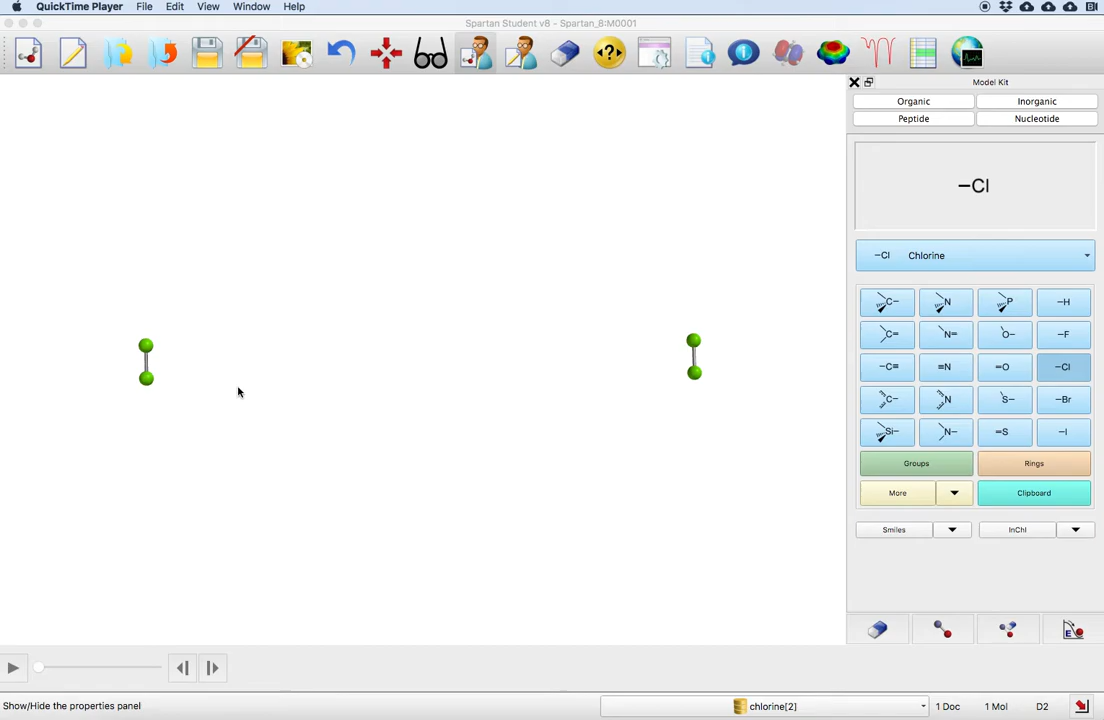 QuickTime Player File Edit View Window Help
Spartan Student v8 - Spartan_8:M0001
Model Kit
Organic Inorganic
Peptide Nucleotide
–Cl
–Cl Chlorine
C– N P –H
C= N= O– –F
–C≡ ≡N =O –Cl
C– N S– –Br
Si– N– =S –I
Groups Rings
More Clipboard
Smiles InChI
E
Show/Hide the properties panel chlorine[2] 1 Doc 1 Mol D2